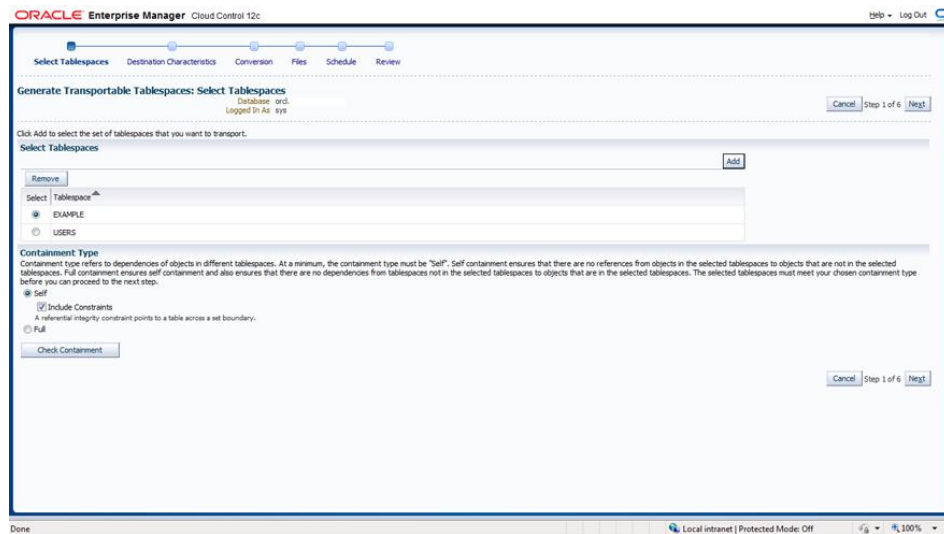 ORACLE Enterprise Manager Cloud Control 12c
Help Log Out
Select Tablespaces Destination Characteristics Conversion Files Schedule Review
Generate Transportable Tablespaces: Select Tablespaces
Database ord.
Logged In As sys
Cancel Step 1 of 6 Next
Click Add to select the set of tablespaces that you want to transport.
Select Tablespaces
Add
Remove
Select Tablespace
EXAMPLE
USERS
Containment Type
Containment type refers to dependencies of objects in different tablespaces. At a minimum, the containment type must be "Self". Self containment ensures that there are no references from objects in the selected tablespaces to objects that are not in the selected
tablespaces. Full containment ensures self containment and also ensures that there are no dependencies from tablespaces not in the selected tablespaces to objects that are in the selected tablespaces. The selected tablespaces must meet your chosen containment type
before you can proceed to the next step.
Self
Include Constraints
A referential integrity constraint points to a table across a set boundary.
Full
Check Containment
Cancel Step 1 of 6 Next
Done
Local intranet | Protected Mode: Off
100%